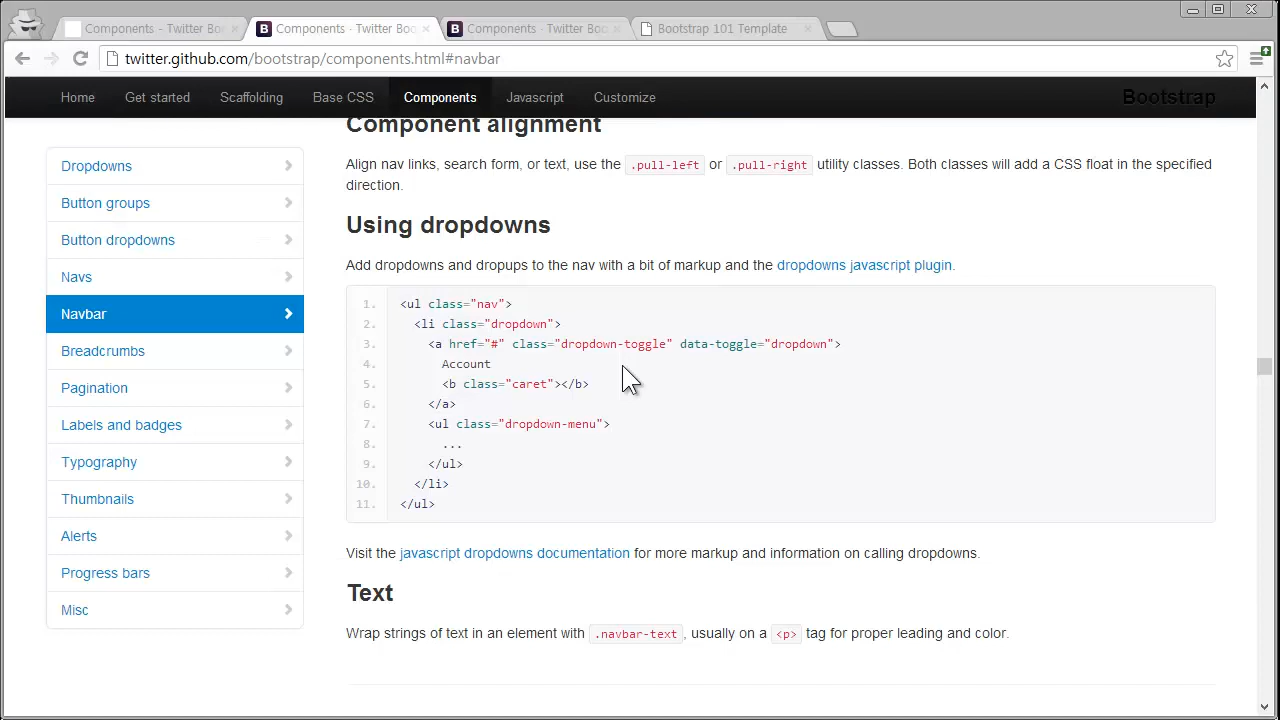 Components - Twitter Boo
Components · Twitter Boo
Components · Twitter Boo
Bootstrap 101 Template
twitter.github.com/bootstrap/components.html#navbar
Home Get started Scaffolding Base CSS Components Javascript Customize Bootstrap
Dropdowns
Button groups
Button dropdowns
Navs
Navbar
Breadcrumbs
Pagination
Labels and badges
Typography
Thumbnails
Alerts
Progress bars
Misc
Component alignment
Align nav links, search form, or text, use the .pull-left or .pull-right utility classes. Both classes will add a CSS float in the specified
direction.
Using dropdowns
Add dropdowns and dropups to the nav with a bit of markup and the dropdowns javascript plugin.
1. <ul class="nav">
2. <li class="dropdown">
3. <a href="#" class="dropdown-toggle" data-toggle="dropdown">
4. Account
5. <b class="caret"></b>
6. </a>
7. <ul class="dropdown-menu">
8. ...
9. </ul>
10. </li>
11. </ul>
Visit the javascript dropdowns documentation for more markup and information on calling dropdowns.
Text
Wrap strings of text in an element with .navbar-text, usually on a <p> tag for proper leading and color.